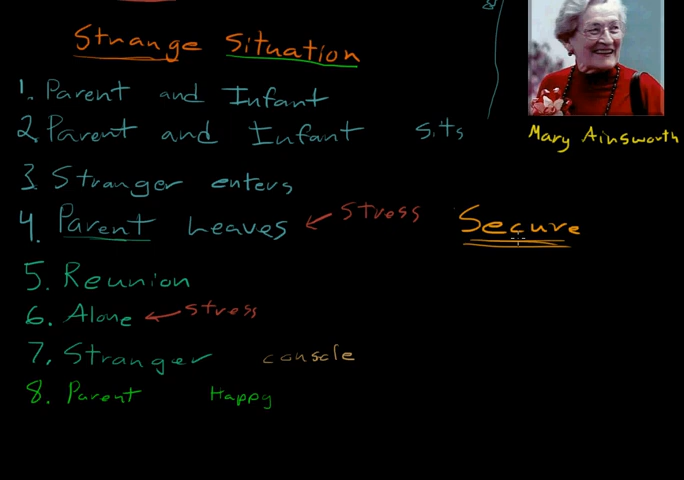 Strange Situation
1. Parent and Infant
2. Parent and Infant sits
3. Stranger enters
4. Parent Leaves stress
Secure
5. Reunion
6. Alone stress
7. Stranger console
8. Parent Happy
Mary Ainsworth